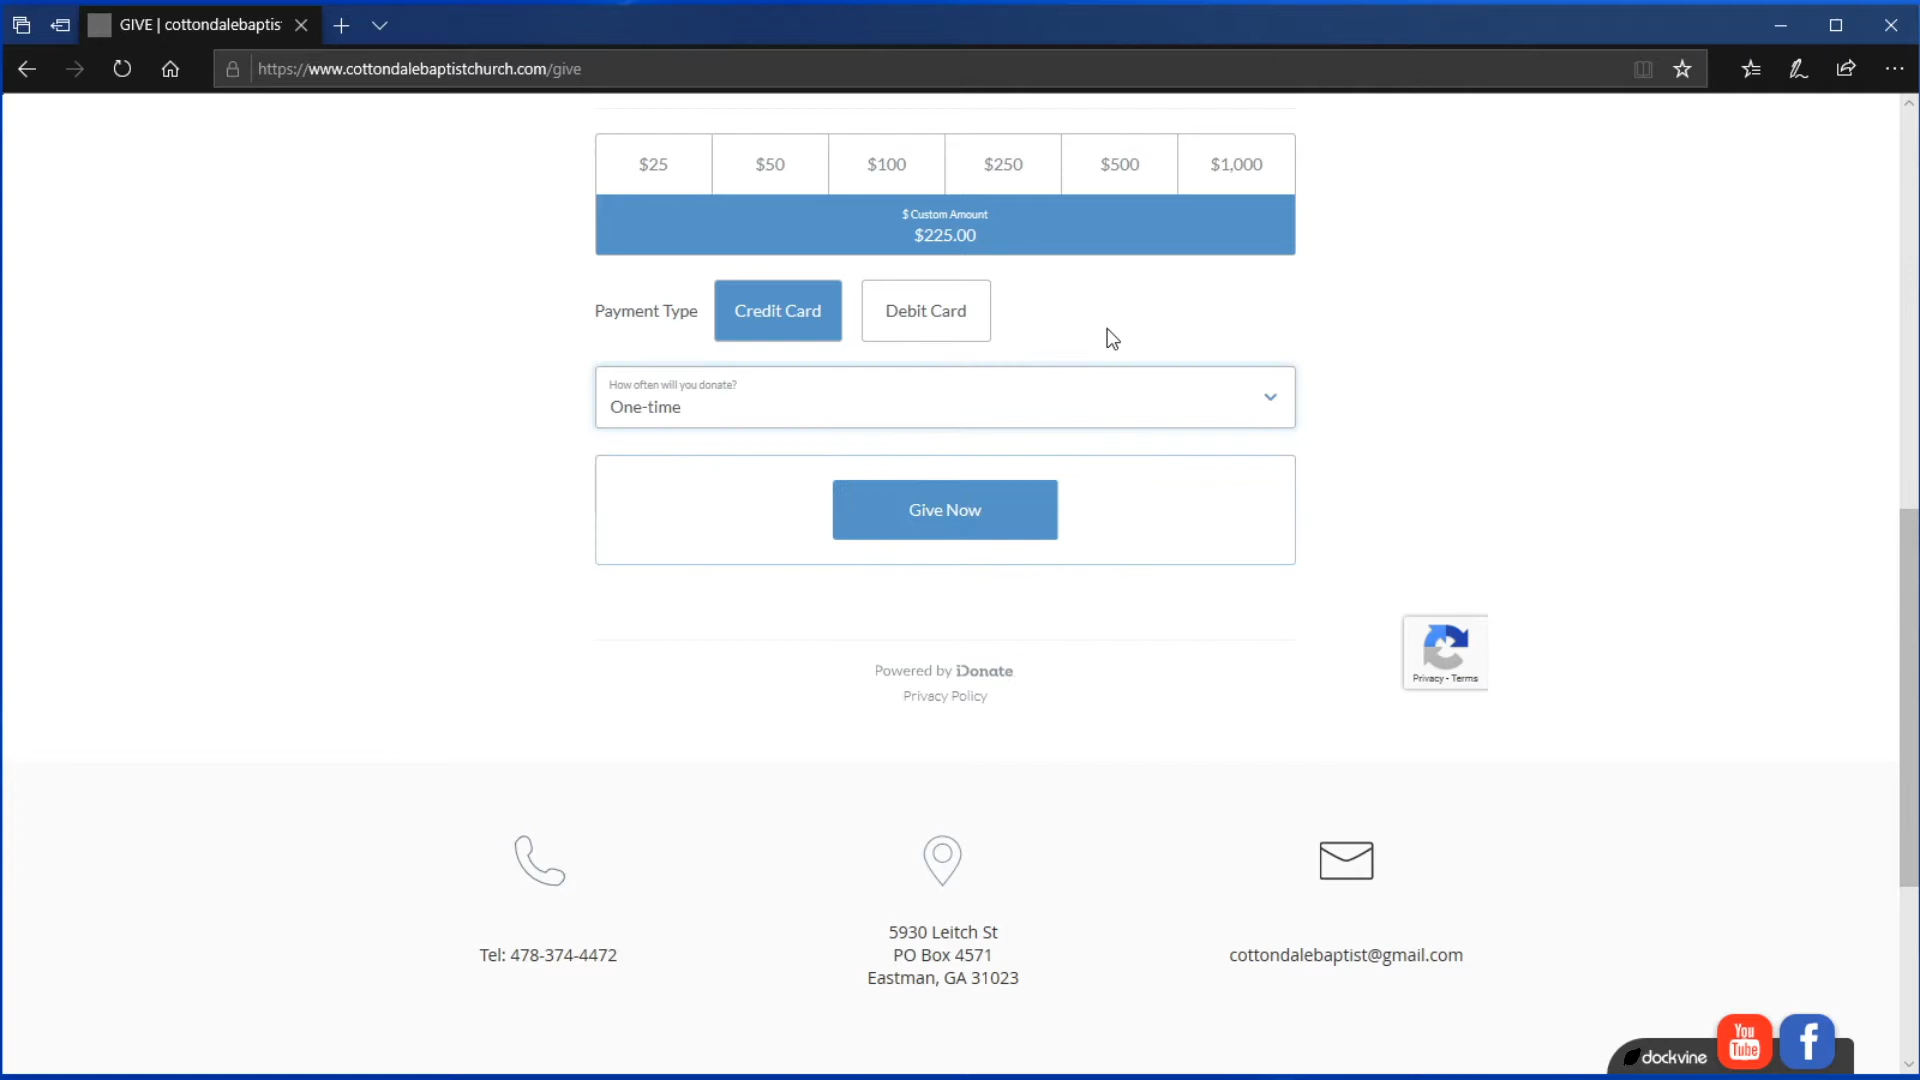 GIVE | cottondalebaptis
https://www.cottondalebaptistchurch.com/give
$25 $50 $100 $250 $500 $1,000
$ Custom Amount
$225.00
Payment Type Credit Card Debit Card
How often will you donate?
One-time
Give Now
Powered by iDonate
Privacy Policy
Privacy - Terms
Tel: 478-374-4472
5930 Leitch St
PO Box 4571
Eastman, GA 31023
cottondalebaptist@gmail.com
dockvine
You
Tube
f